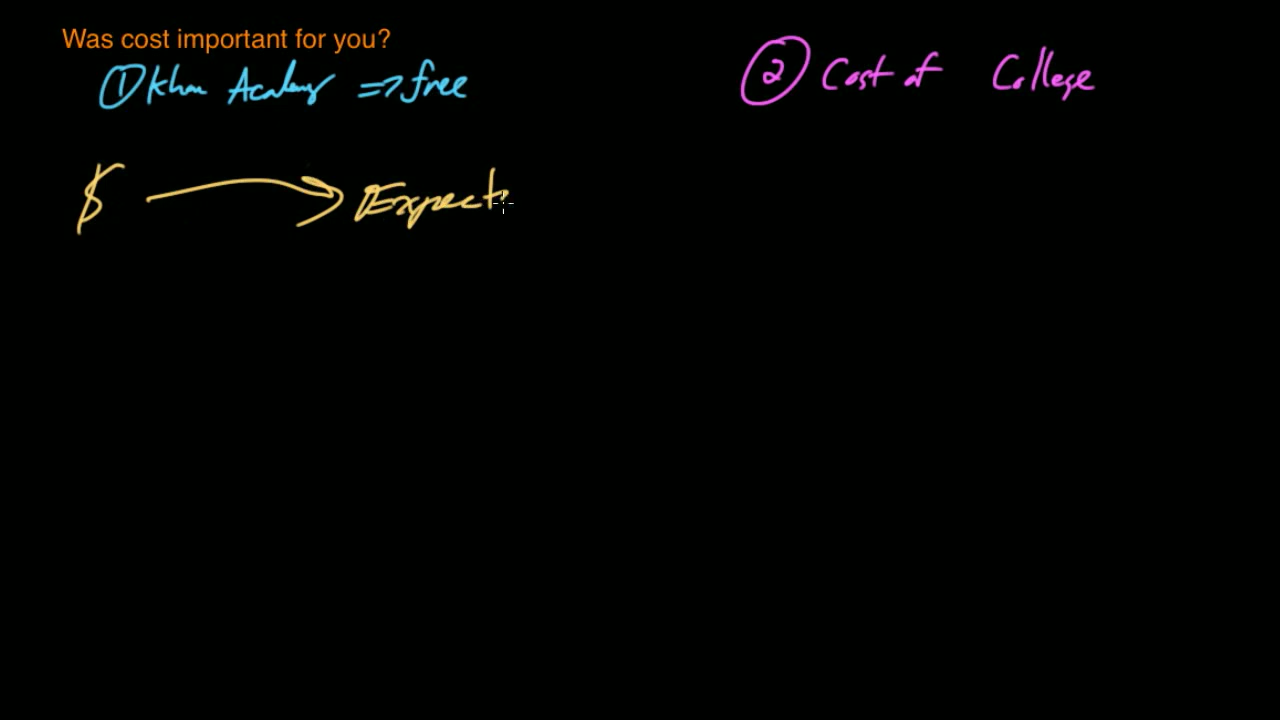 Was cost important for you?
① Khan Academy => free
② Cost of College
$ → Expect